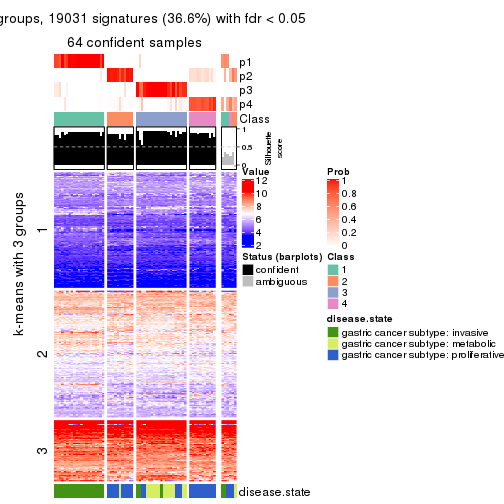 groups, 19031 signatures (36.6%) with fdr < 0.05
64 confident samples
p1
p2
p3
p4
Class
1
0.5
0
Silhouette
score
k-means with 3 groups
1
2
3
disease.state
Value
12
10
8
6
4
2
Prob
1
0.8
0.6
0.4
0.2
0
Status (barplots)
confident
ambiguous
Class
1
2
3
4
disease.state
gastric cancer subtype: invasive
gastric cancer subtype: metabolic
gastric cancer subtype: proliferative